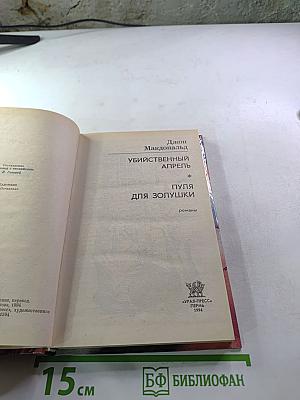 Джон
Макдональд
УБИЙСТВЕННЫЙ
АПРЕЛЬ
*
ПУЛЯ
ДЛЯ ЗОЛУШКИ
романы
«УРАЛ-ПРЕСС»
ПЕРМЬ
1994
15 см
БФ БИБЛИОФАН